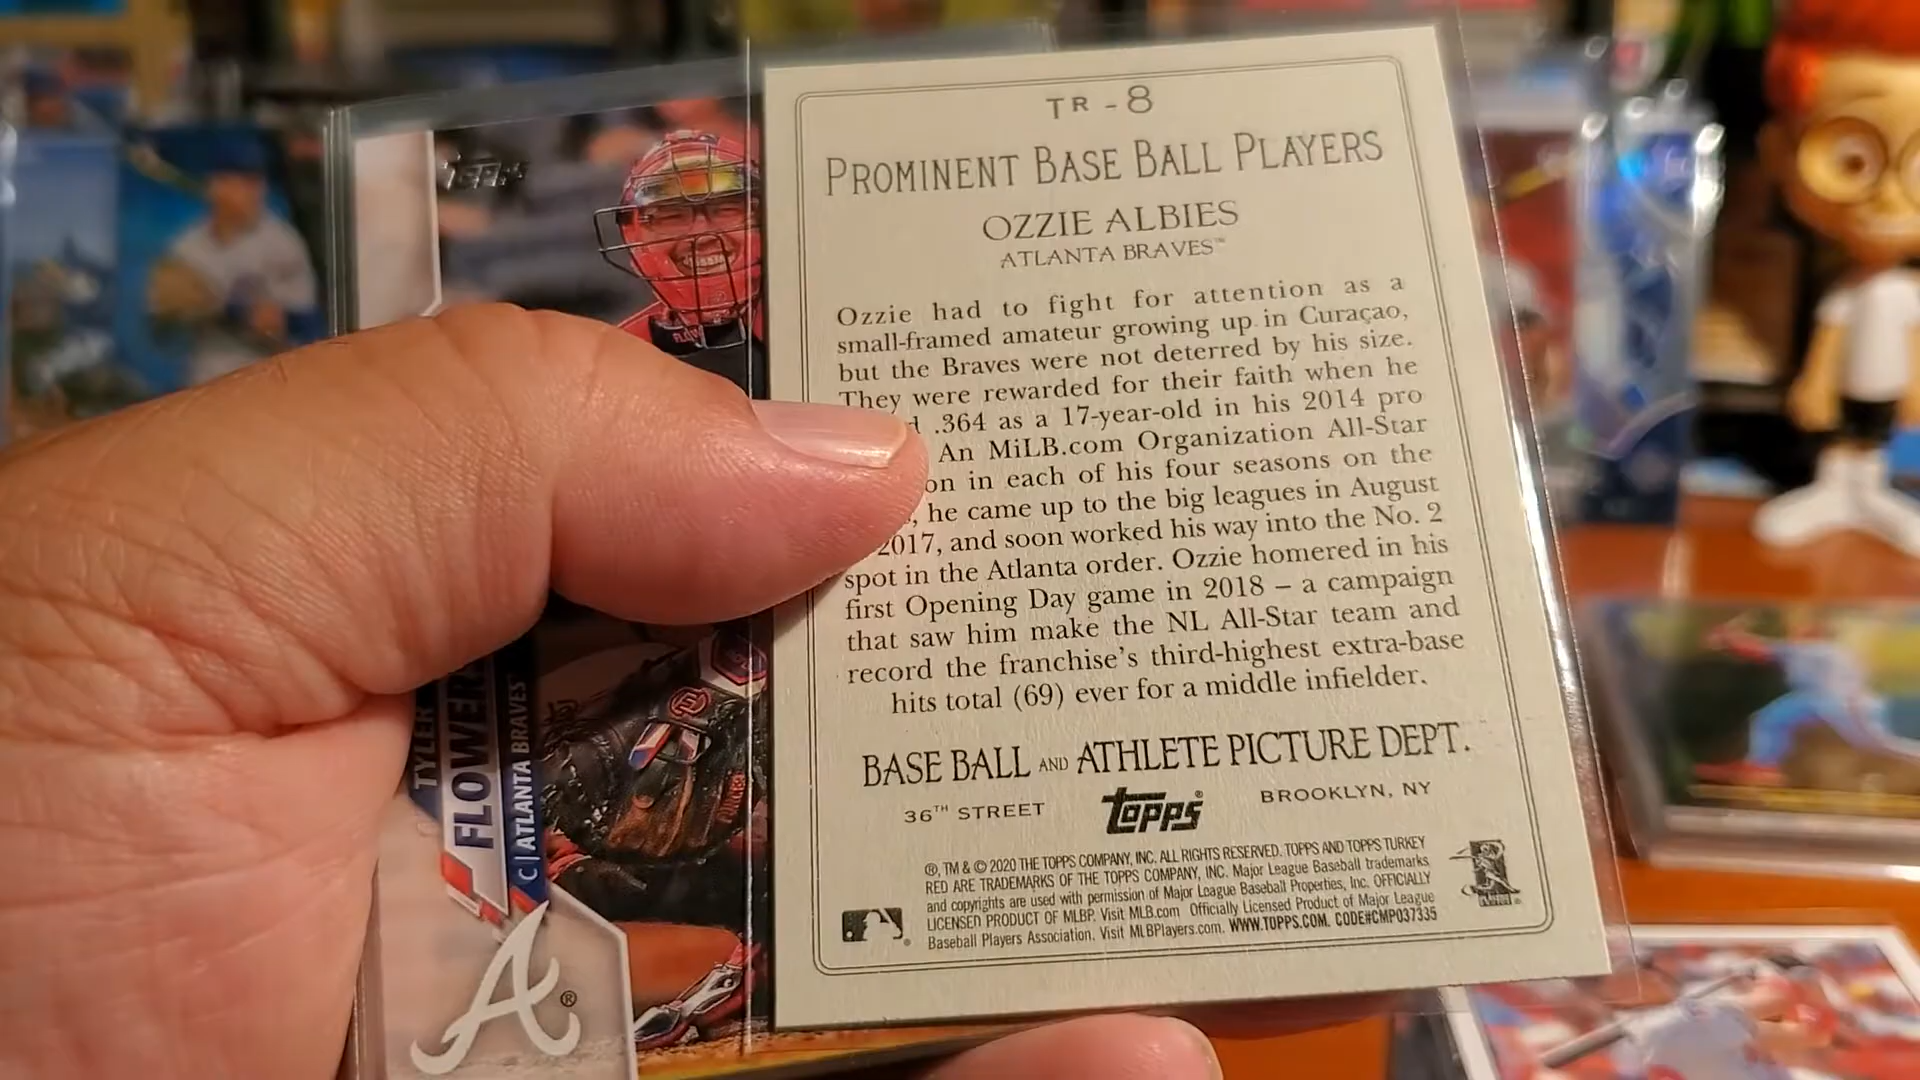 TR - 8
PROMINENT BASE BALL PLAYERS
OZZIE ALBIES
ATLANTA BRAVES™
Ozzie had to fight for attention as a
small-framed amateur growing up in Curaçao,
but the Braves were not deterred by his size.
They were rewarded for their faith when he
.364 as a 17-year-old in his 2014 pro
An MiLB.com Organization All-Star
in each of his four seasons on the
, he came up to the big leagues in August
2017, and soon worked his way into the No. 2
spot in the Atlanta order. Ozzie homered in his
first Opening Day game in 2018 – a campaign
that saw him make the NL All-Star team and
record the franchise's third-highest extra-base
hits total (69) ever for a middle infielder.
BASE BALL AND ATHLETE PICTURE DEPT.
36TH STREET topps® BROOKLYN, NY
®, TM & © 2020 THE TOPPS COMPANY, INC. ALL RIGHTS RESERVED. TOPPS AND TOPPS TURKEY
RED ARE TRADEMARKS OF THE TOPPS COMPANY, INC. Major League Baseball trademarks
and copyrights are used with permission of Major League Baseball Properties, Inc. OFFICIALLY
LICENSED PRODUCT OF MLBP. Visit MLB.com Officially Licensed Product of Major League
Baseball Players Association. Visit MLBPlayers.com. WWW.TOPPS.COM. CODE#CMP037335
topps
TYLER
FLOWER
C | ATLANTA BRAVES™
A®